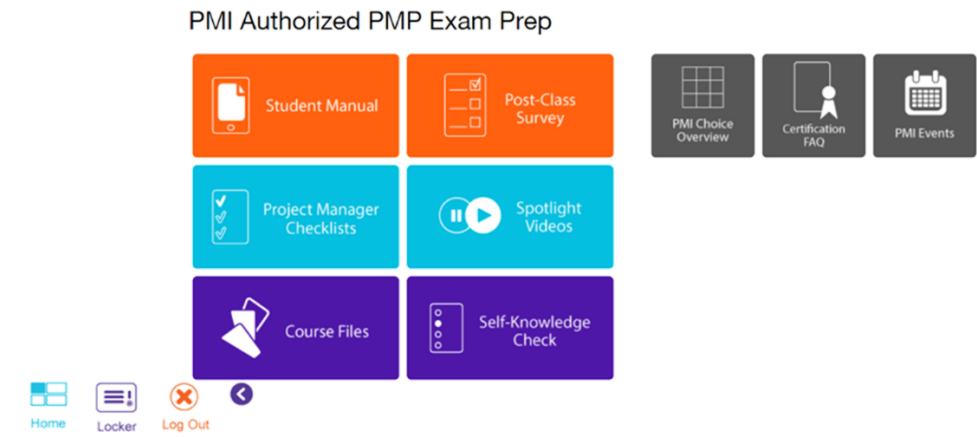 PMI Authorized PMP Exam Prep
Student Manual
Post-Class
Survey
PMI Choice
Overview
Certification
FAQ
PMI Events
Project Manager
Checklists
Spotlight
Videos
Course Files
Self-Knowledge
Check
Home
Locker
Log Out